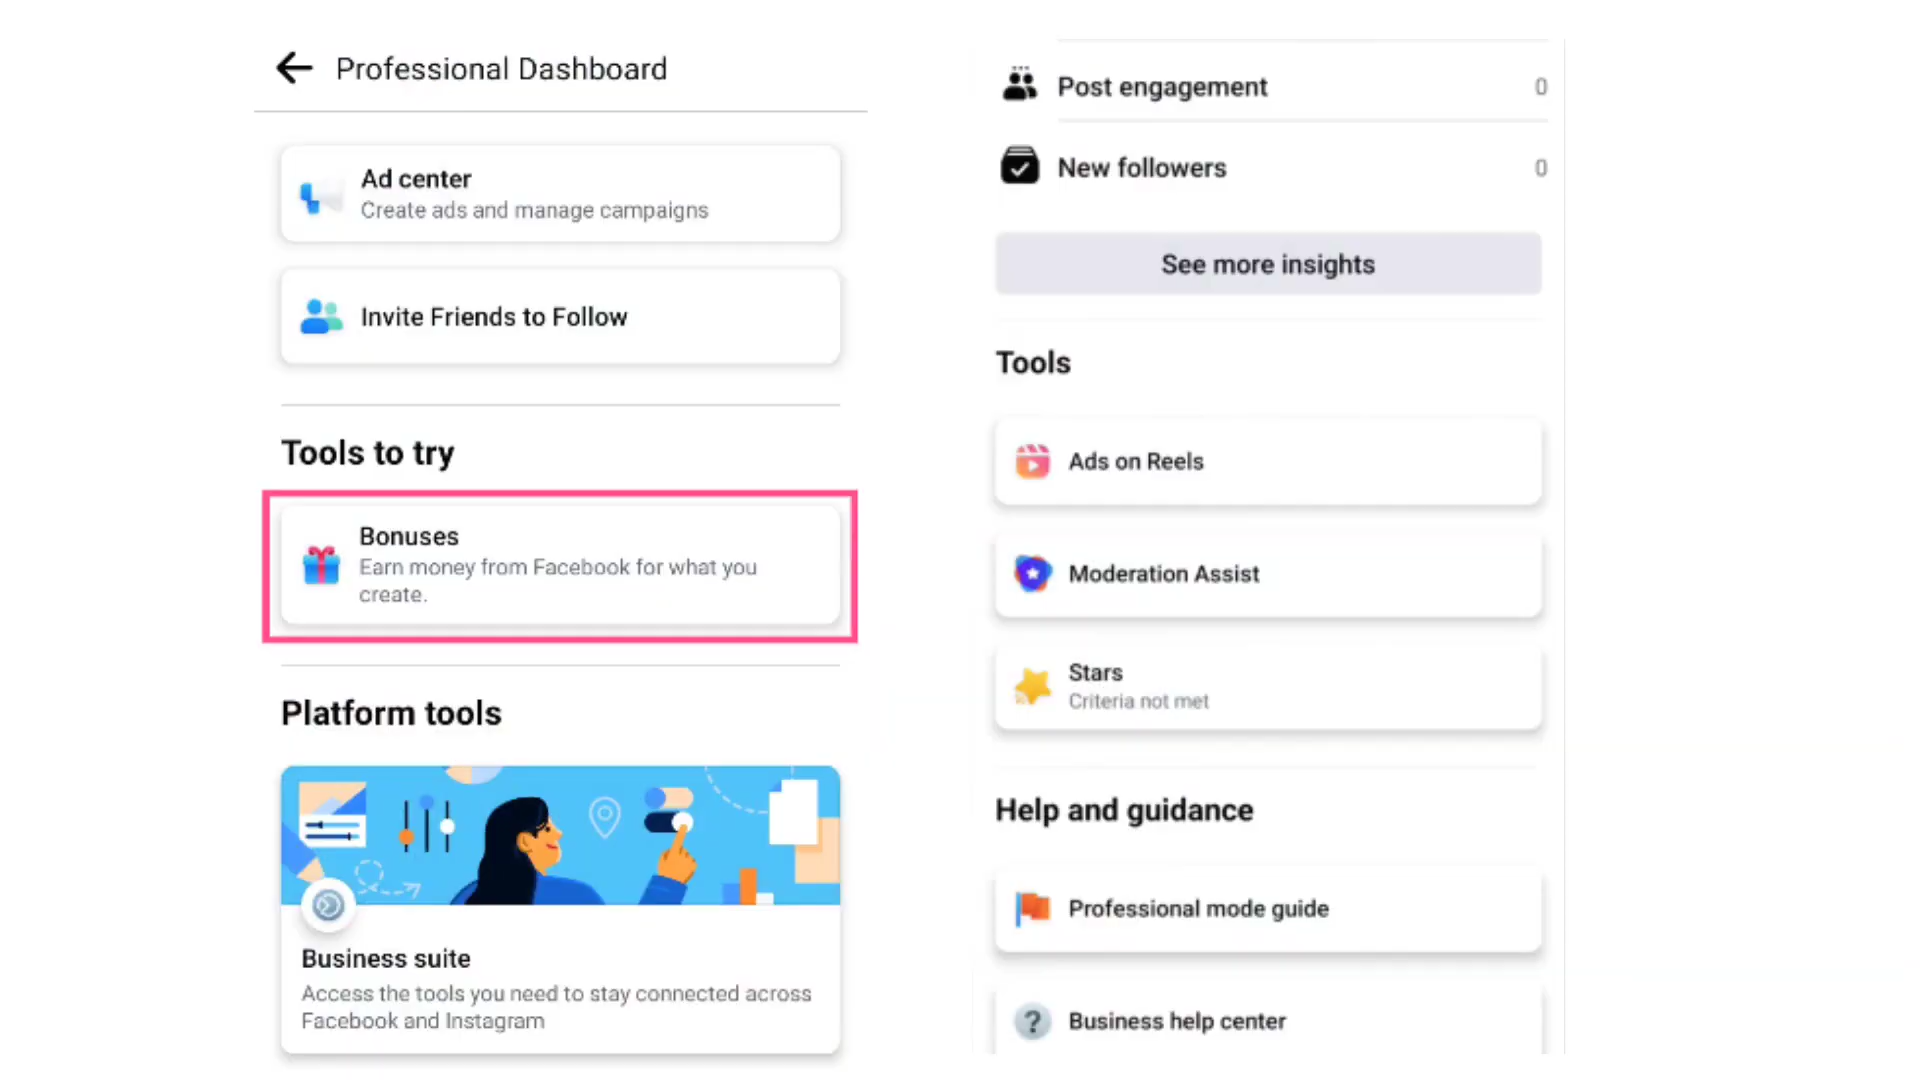 Professional Dashboard
Ad center
Create ads and manage campaigns
Invite Friends to Follow
Tools to try
Bonuses
Earn money from Facebook for what you
create.
Platform tools
Business suite
Access the tools you need to stay connected across
Facebook and Instagram
Post engagement 0
New followers 0
See more insights
Tools
Ads on Reels
Moderation Assist
Stars
Criteria not met
Help and guidance
Professional mode guide
Business help center